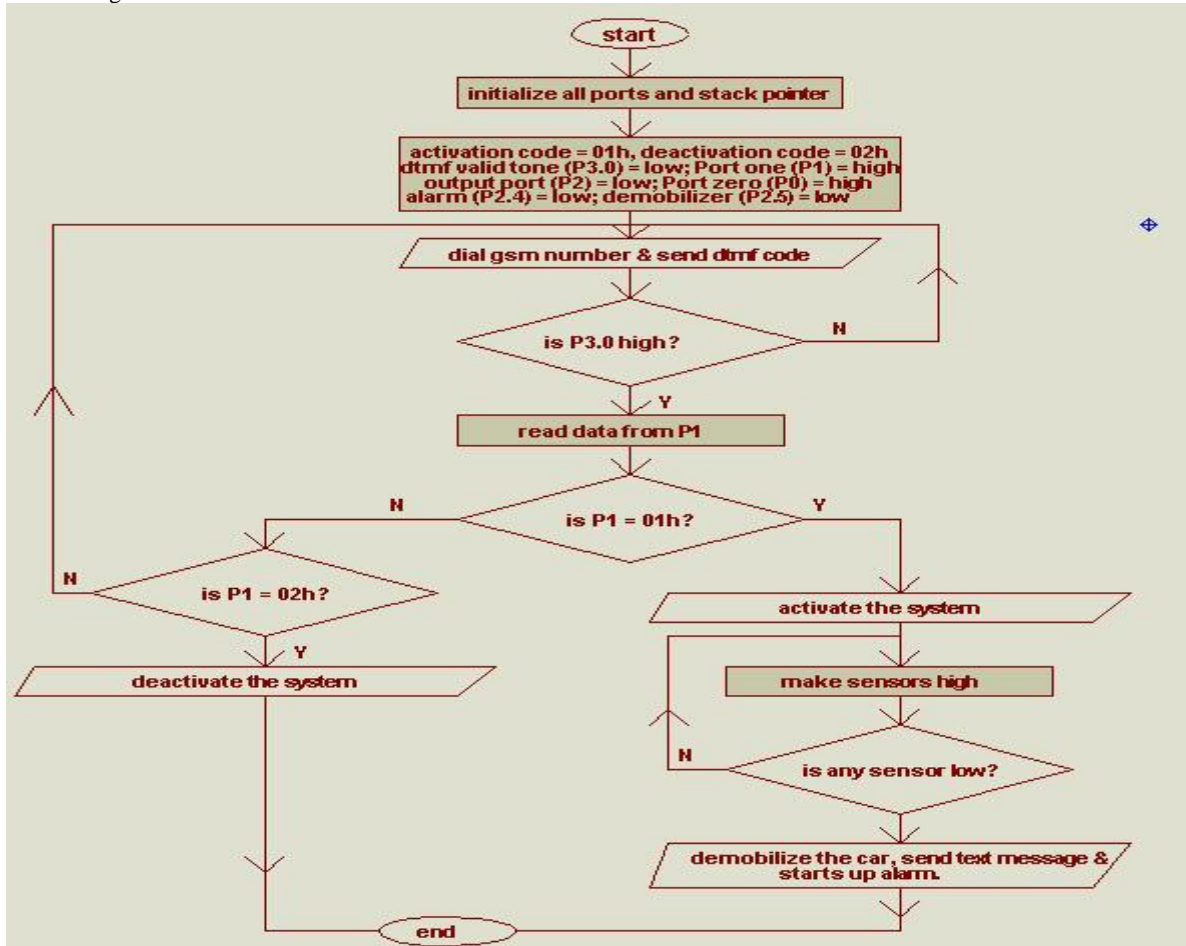 start
initialize all ports and stack pointer
activation code = 01h, deactivation code = 02h
dtmf valid tone (P3.0) = low; Port one (P1) = high
output port (P2) = low; Port zero (P0) = high
alarm (P2.4) = low; demobilizer (P2.5) = low
dial gsm number & send dtmf code
is P3.0 high?
N
Y
read data from P1
is P1 = 01h?
N
Y
is P1 = 02h?
N
Y
deactivate the system
activate the system
make sensors high
is any sensor low?
N
demobilize the car, send text message &
starts up alarm.
end